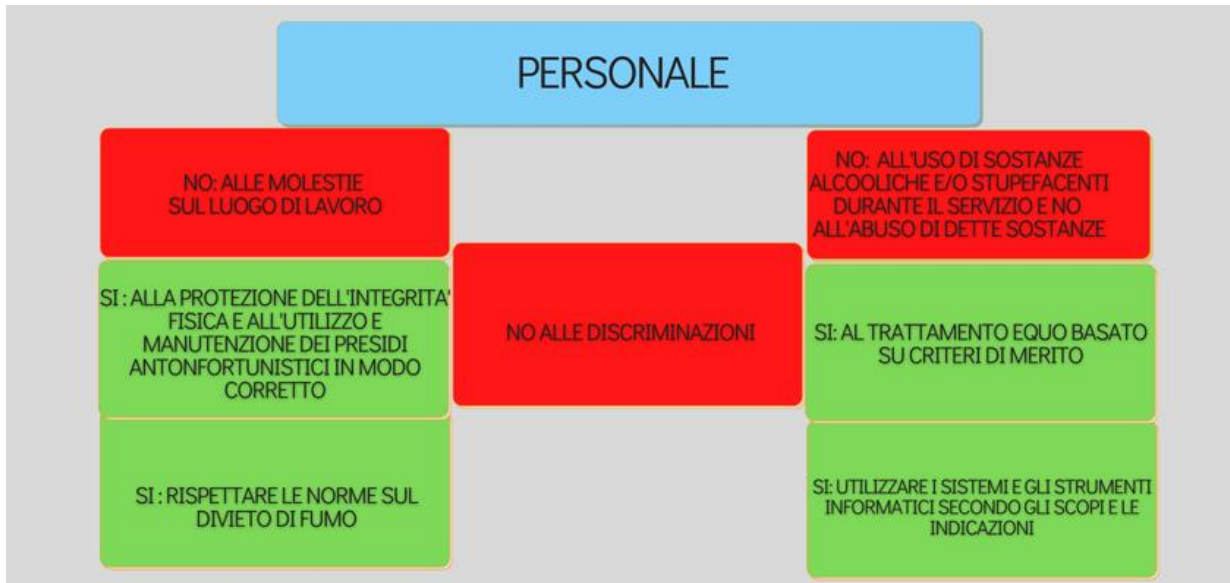 PERSONALE
NO: ALLE MOLESTIE
SUL LUOGO DI LAVORO
NO: ALL'USO DI SOSTANZE
ALCOOLICHE E/O STUPEFACENTI
DURANTE IL SERVIZIO E NO
ALL'ABUSO DI DETTE SOSTANZE
SI : ALLA PROTEZIONE DELL'INTEGRITA'
FISICA E ALL'UTILIZZO E
MANUTENZIONE DEI PRESIDI
ANTONFORTUNISTICI IN MODO
CORRETTO
NO ALLE DISCRIMINAZIONI
SI: AL TRATTAMENTO EQUO BASATO
SU CRITERI DI MERITO
SI : RISPETTARE LE NORME SUL
DIVIETO DI FUMO
SI: UTILIZZARE I SISTEMI E GLI STRUMENTI
INFORMATICI SECONDO GLI SCOPI E LE
INDICAZIONI